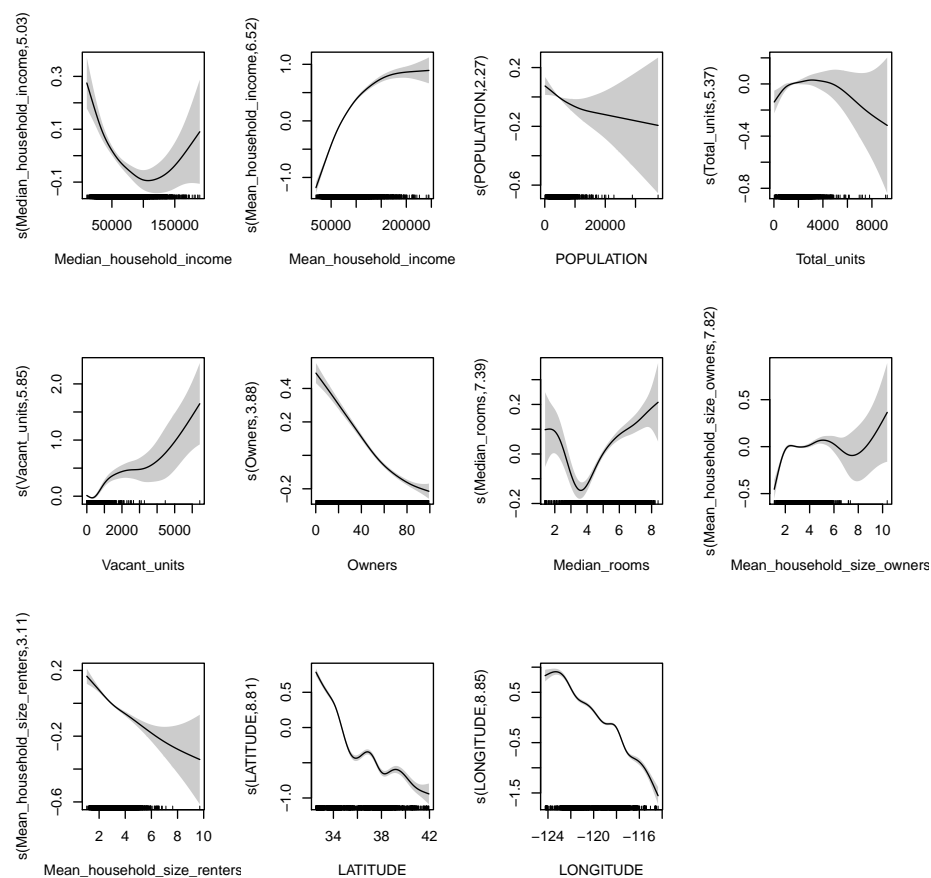 s(Median_household_income,5.03)
0.3
0.1
−0.1
50000 150000
Median_household_income
s(Mean_household_income,6.52)
1.0
0.0
−1.0
50000 200000
Mean_household_income
s(POPULATION,2.27)
0.2
−0.2
−0.6
0 20000
POPULATION
s(Total_units,5.37)
0.0
−0.4
−0.8
0 4000 8000
Total_units
s(Vacant_units,5.85)
2.0
1.0
0.0
0 2000 5000
Vacant_units
s(Owners,3.88)
0.4
0.2
−0.2
0 40 80
Owners
s(Median_rooms,7.39)
0.2
0.0
−0.2
2 4 6 8
Median_rooms
s(Mean_household_size_owners,7.82)
0.5
0.0
−0.5
2 4 6 8 10
Mean_household_size_owners
s(Mean_household_size_renters,3.11)
0.2
−0.2
−0.6
2 4 6 8 10
Mean_household_size_renters
s(LATITUDE,8.81)
0.5
0.0
−1.0
34 38 42
LATITUDE
s(LONGITUDE,8.85)
0.5
−0.5
−1.5
−124 −120 −116
LONGITUDE